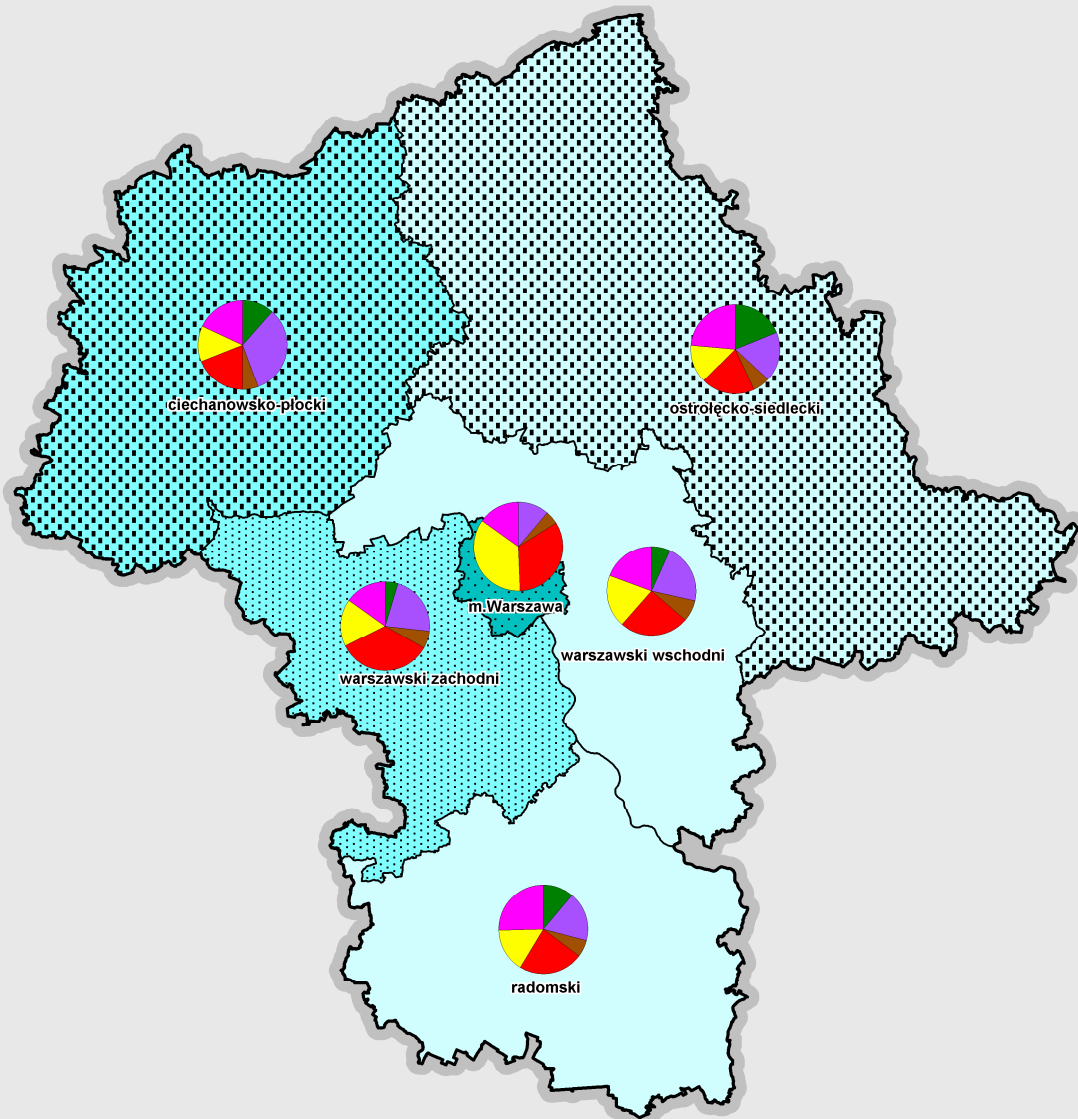 ciechanowsko-płocki
ostrołęcko-siedlecki
m.Warszawa
warszawski wschodni
warszawski zachodni
radomski